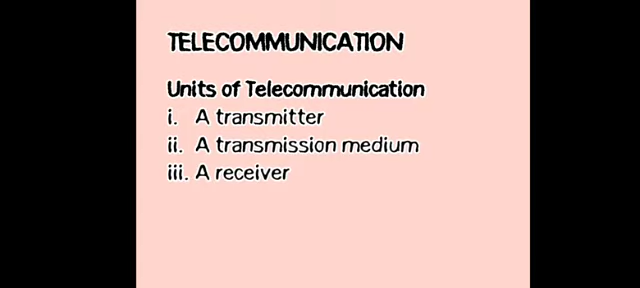 TELECOMMUNICATION
Units of Telecommunication
i. A transmitter
ii. A transmission medium
iii. A receiver